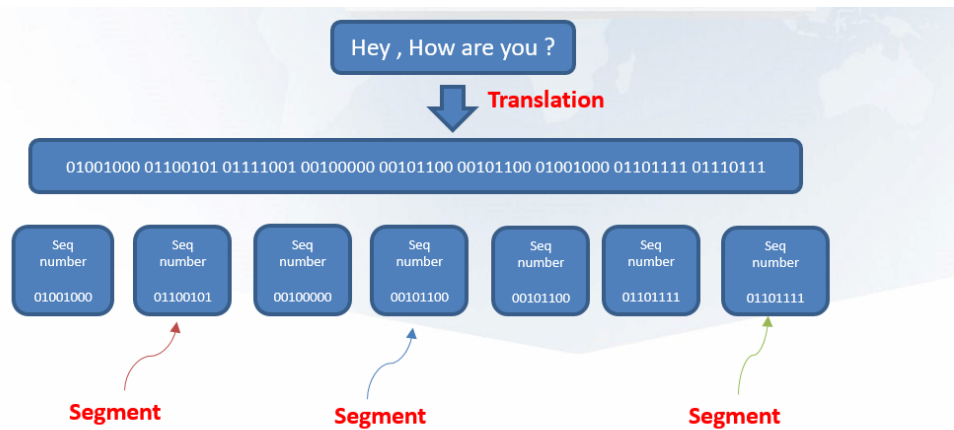 Hey , How are you ?
Translation
01001000 01100101 01111001 00100000 00101100 00101100 01001000 01101111 01110111
Seq
number
01001000
Seq
number
01100101
Seq
number
00100000
Seq
number
00101100
Seq
number
00101100
Seq
number
01101111
Seq
number
01101111
Segment
Segment
Segment